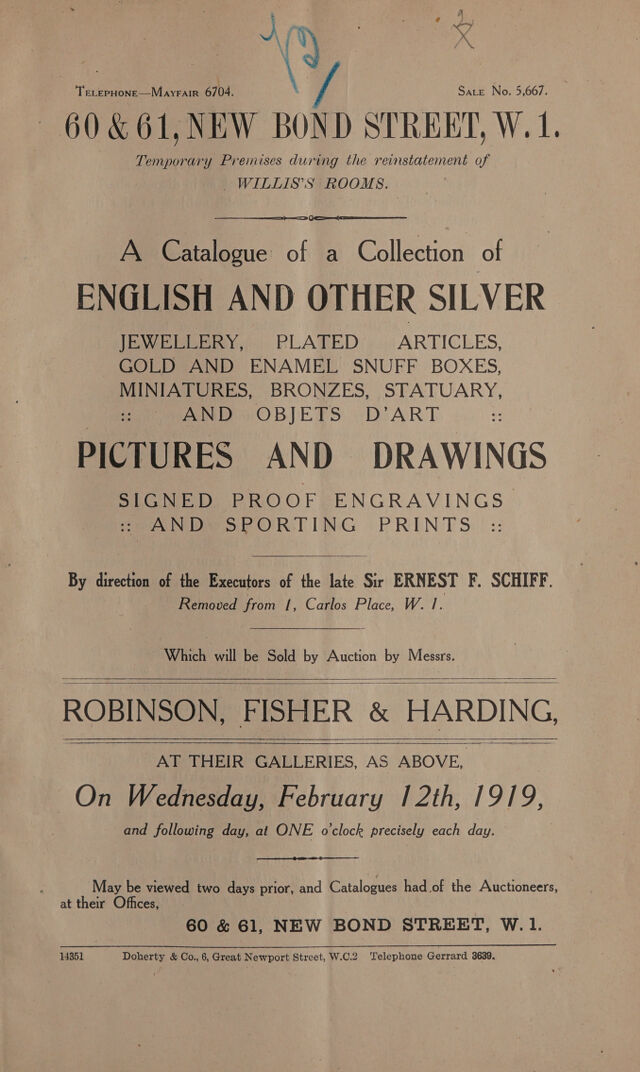 TELEPHONE—MAYFAIR 6704. SALE NO. 5,667.
60 & 61, NEW BOND STREET, W. 1.
Temporary Premises during the reinstatement of
WILLIS'S ROOMS.
A Catalogue of a Collection of
ENGLISH AND OTHER SILVER
JEWELLERY, PLATED ARTICLES,
GOLD AND ENAMEL SNUFF BOXES,
MINIATURES, BRONZES, STATUARY,
:: AND OBJETS D'ART ::
PICTURES AND DRAWINGS
SIGNED PROOF ENGRAVINGS
:: AND SPORTING PRINTS ::
By direction of the Executors of the late Sir ERNEST F. SCHIFF.
Removed from 1, Carlos Place, W. 1.
Which will be Sold by Auction by Messrs.
ROBINSON, FISHER & HARDING,
AT THEIR GALLERIES, AS ABOVE,
On Wednesday, February 12th, 1919,
and following day, at ONE o'clock precisely each day.
May be viewed two days prior, and Catalogues had of the Auctioneers,
at their Offices,
60 & 61, NEW BOND STREET, W. 1.
14351 Doherty & Co., 6, Great Newport Street, W.C.2 Telephone Gerrard 3639.